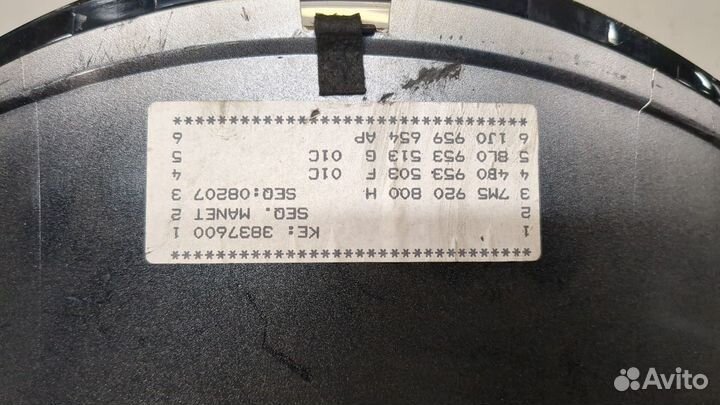 *************************************
1 KE: 3837600 1
2 SEQ. MANET 2
3 7M5 920 800 H SEQ:08207 3
4 4B0 953 503 F 01C 4
5 8L0 953 513 G 01C 5
6 1J0 959 654 AP 6
*************************************
Avito